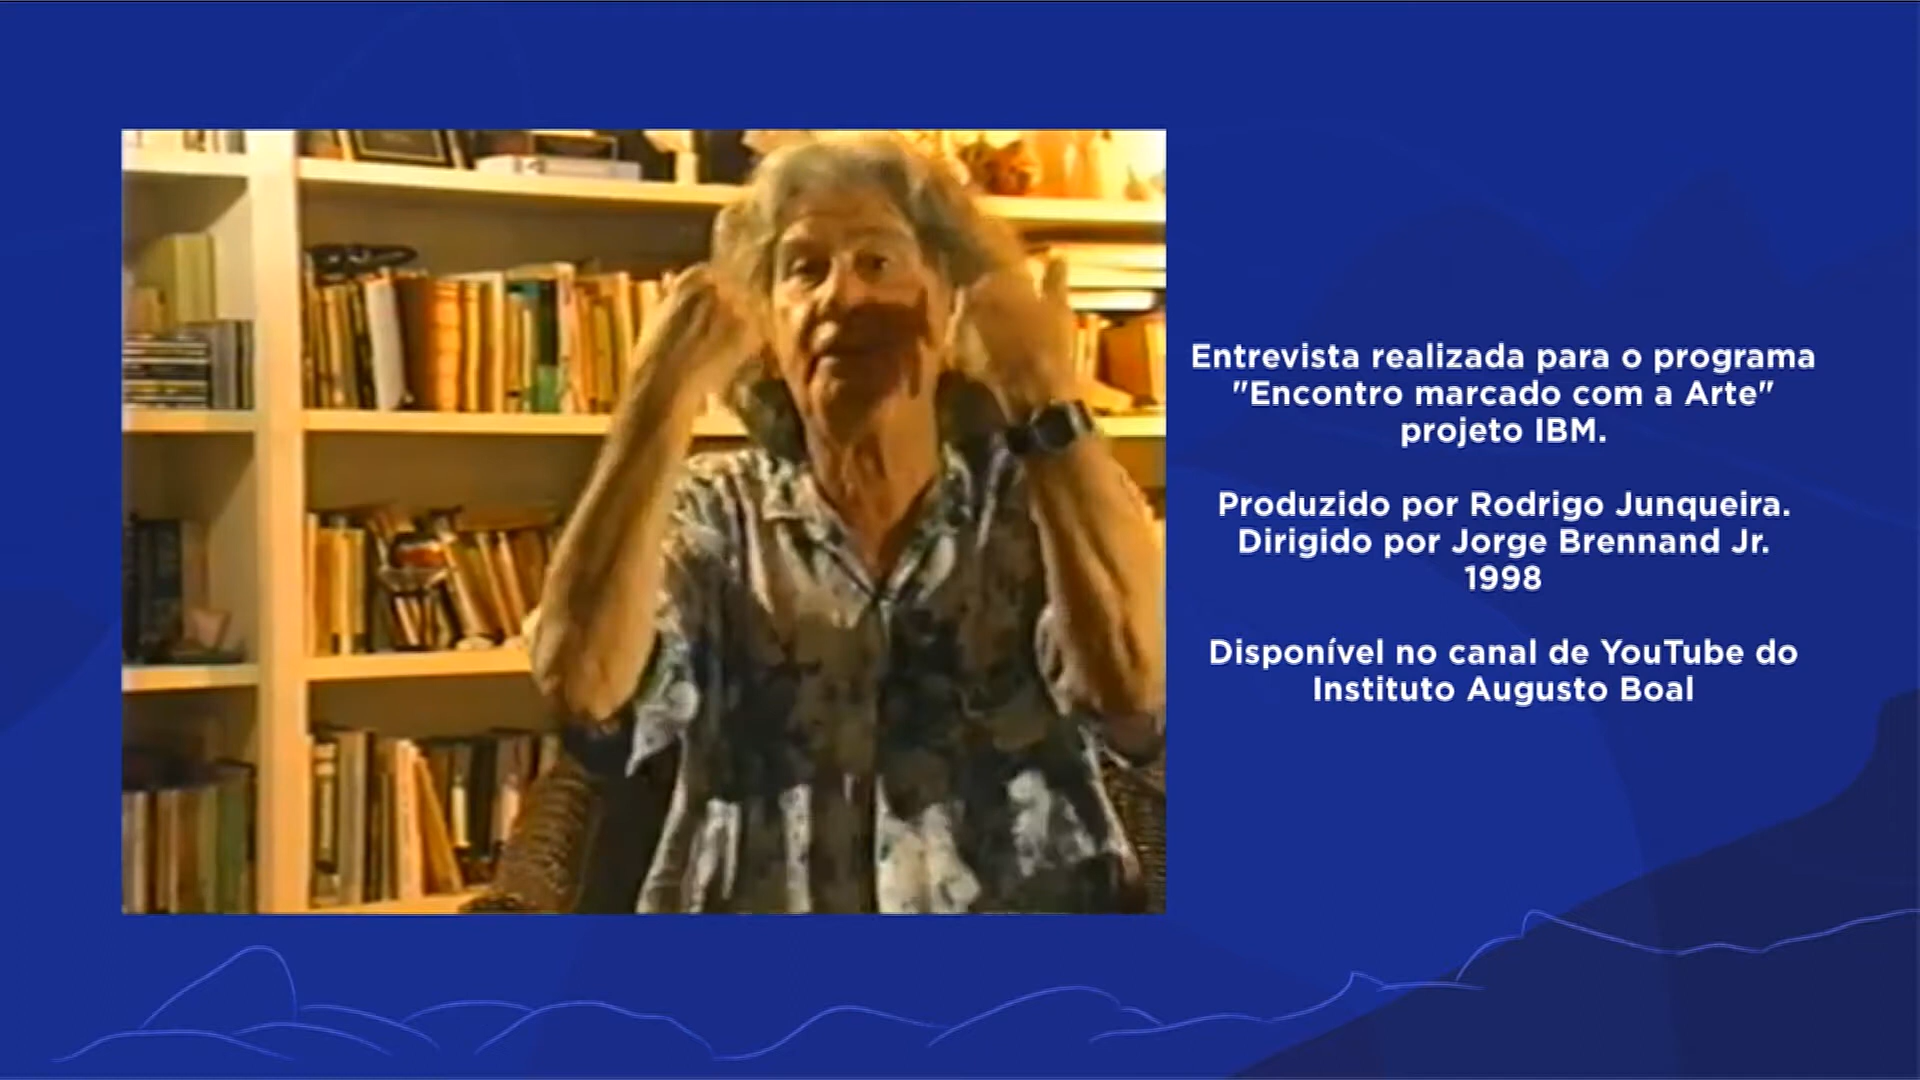 Entrevista realizada para o programa
"Encontro marcado com a Arte"
projeto IBM.
Produzido por Rodrigo Junqueira.
Dirigido por Jorge Brennand Jr.
1998
Disponível no canal de YouTube do
Instituto Augusto Boal